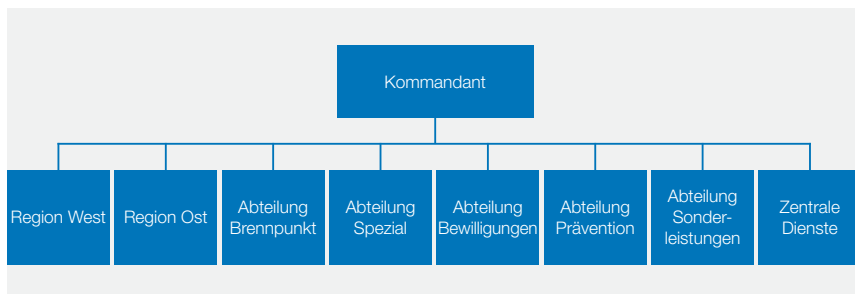 Kommandant
Region West
Region Ost
Abteilung
Brennpunkt
Abteilung
Spezial
Abteilung
Bewilligungen
Abteilung
Prävention
Abteilung
Sonder-
leistungen
Zentrale
Dienste